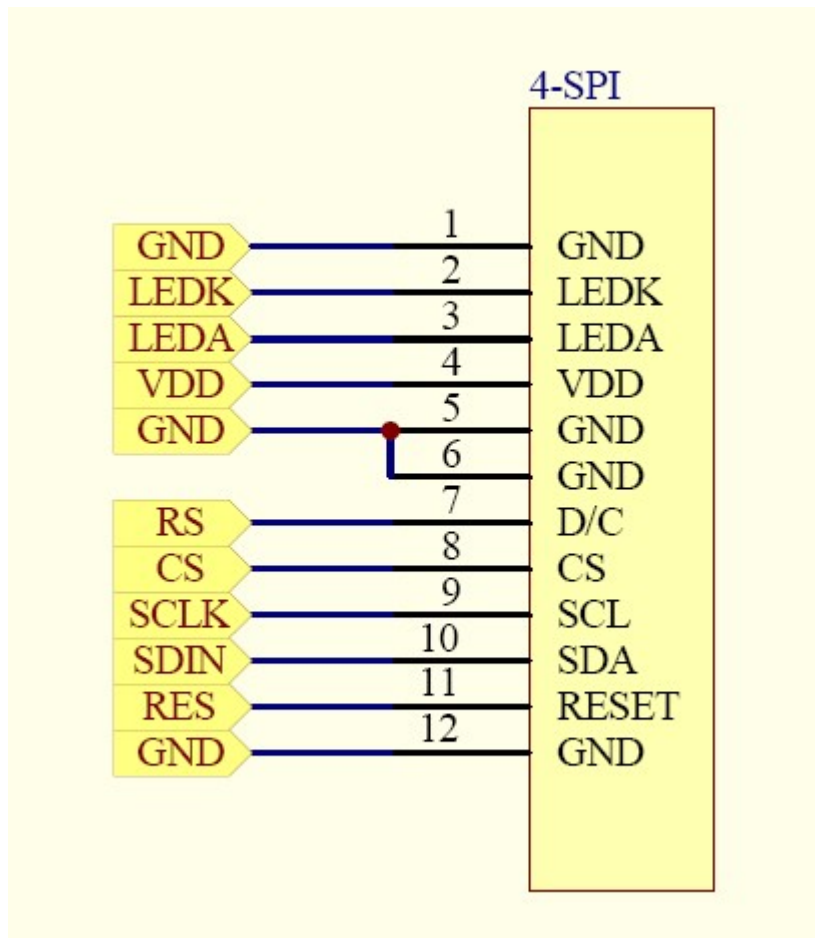 4-SPI
GND 1 GND
LEDK 2 LEDK
LEDA 3 LEDA
VDD 4 VDD
GND 5 GND
6 GND
RS 7 D/C
CS 8 CS
SCLK 9 SCL
SDIN 10 SDA
RES 11 RESET
GND 12 GND